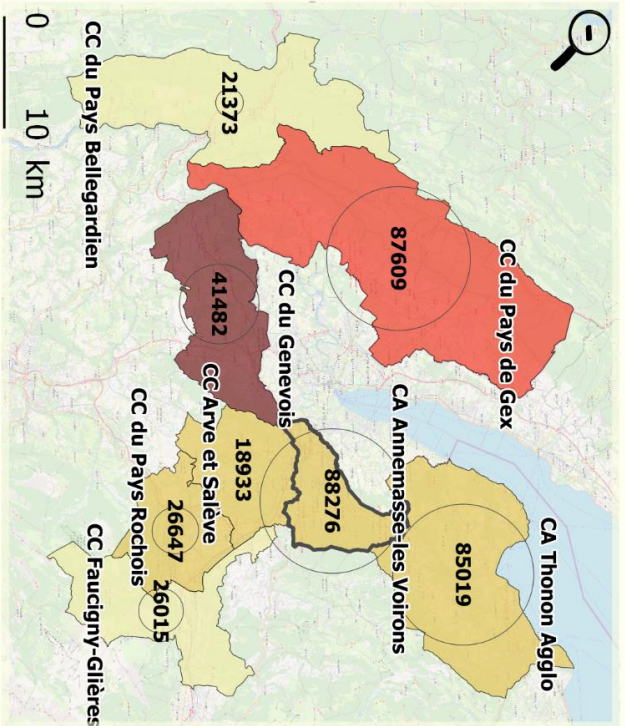 -
CA Thonon Agglo
CC du Pays de Gex
85019
87609
CA Annemasse-les Voirons
88276
CC du Genevois
18933
21373
41482
CC Arve et Salève
26647
26015
CC du Pays Rochois
CC du Pays Bellegardien
CC Faucigny-Glières
0 10 km